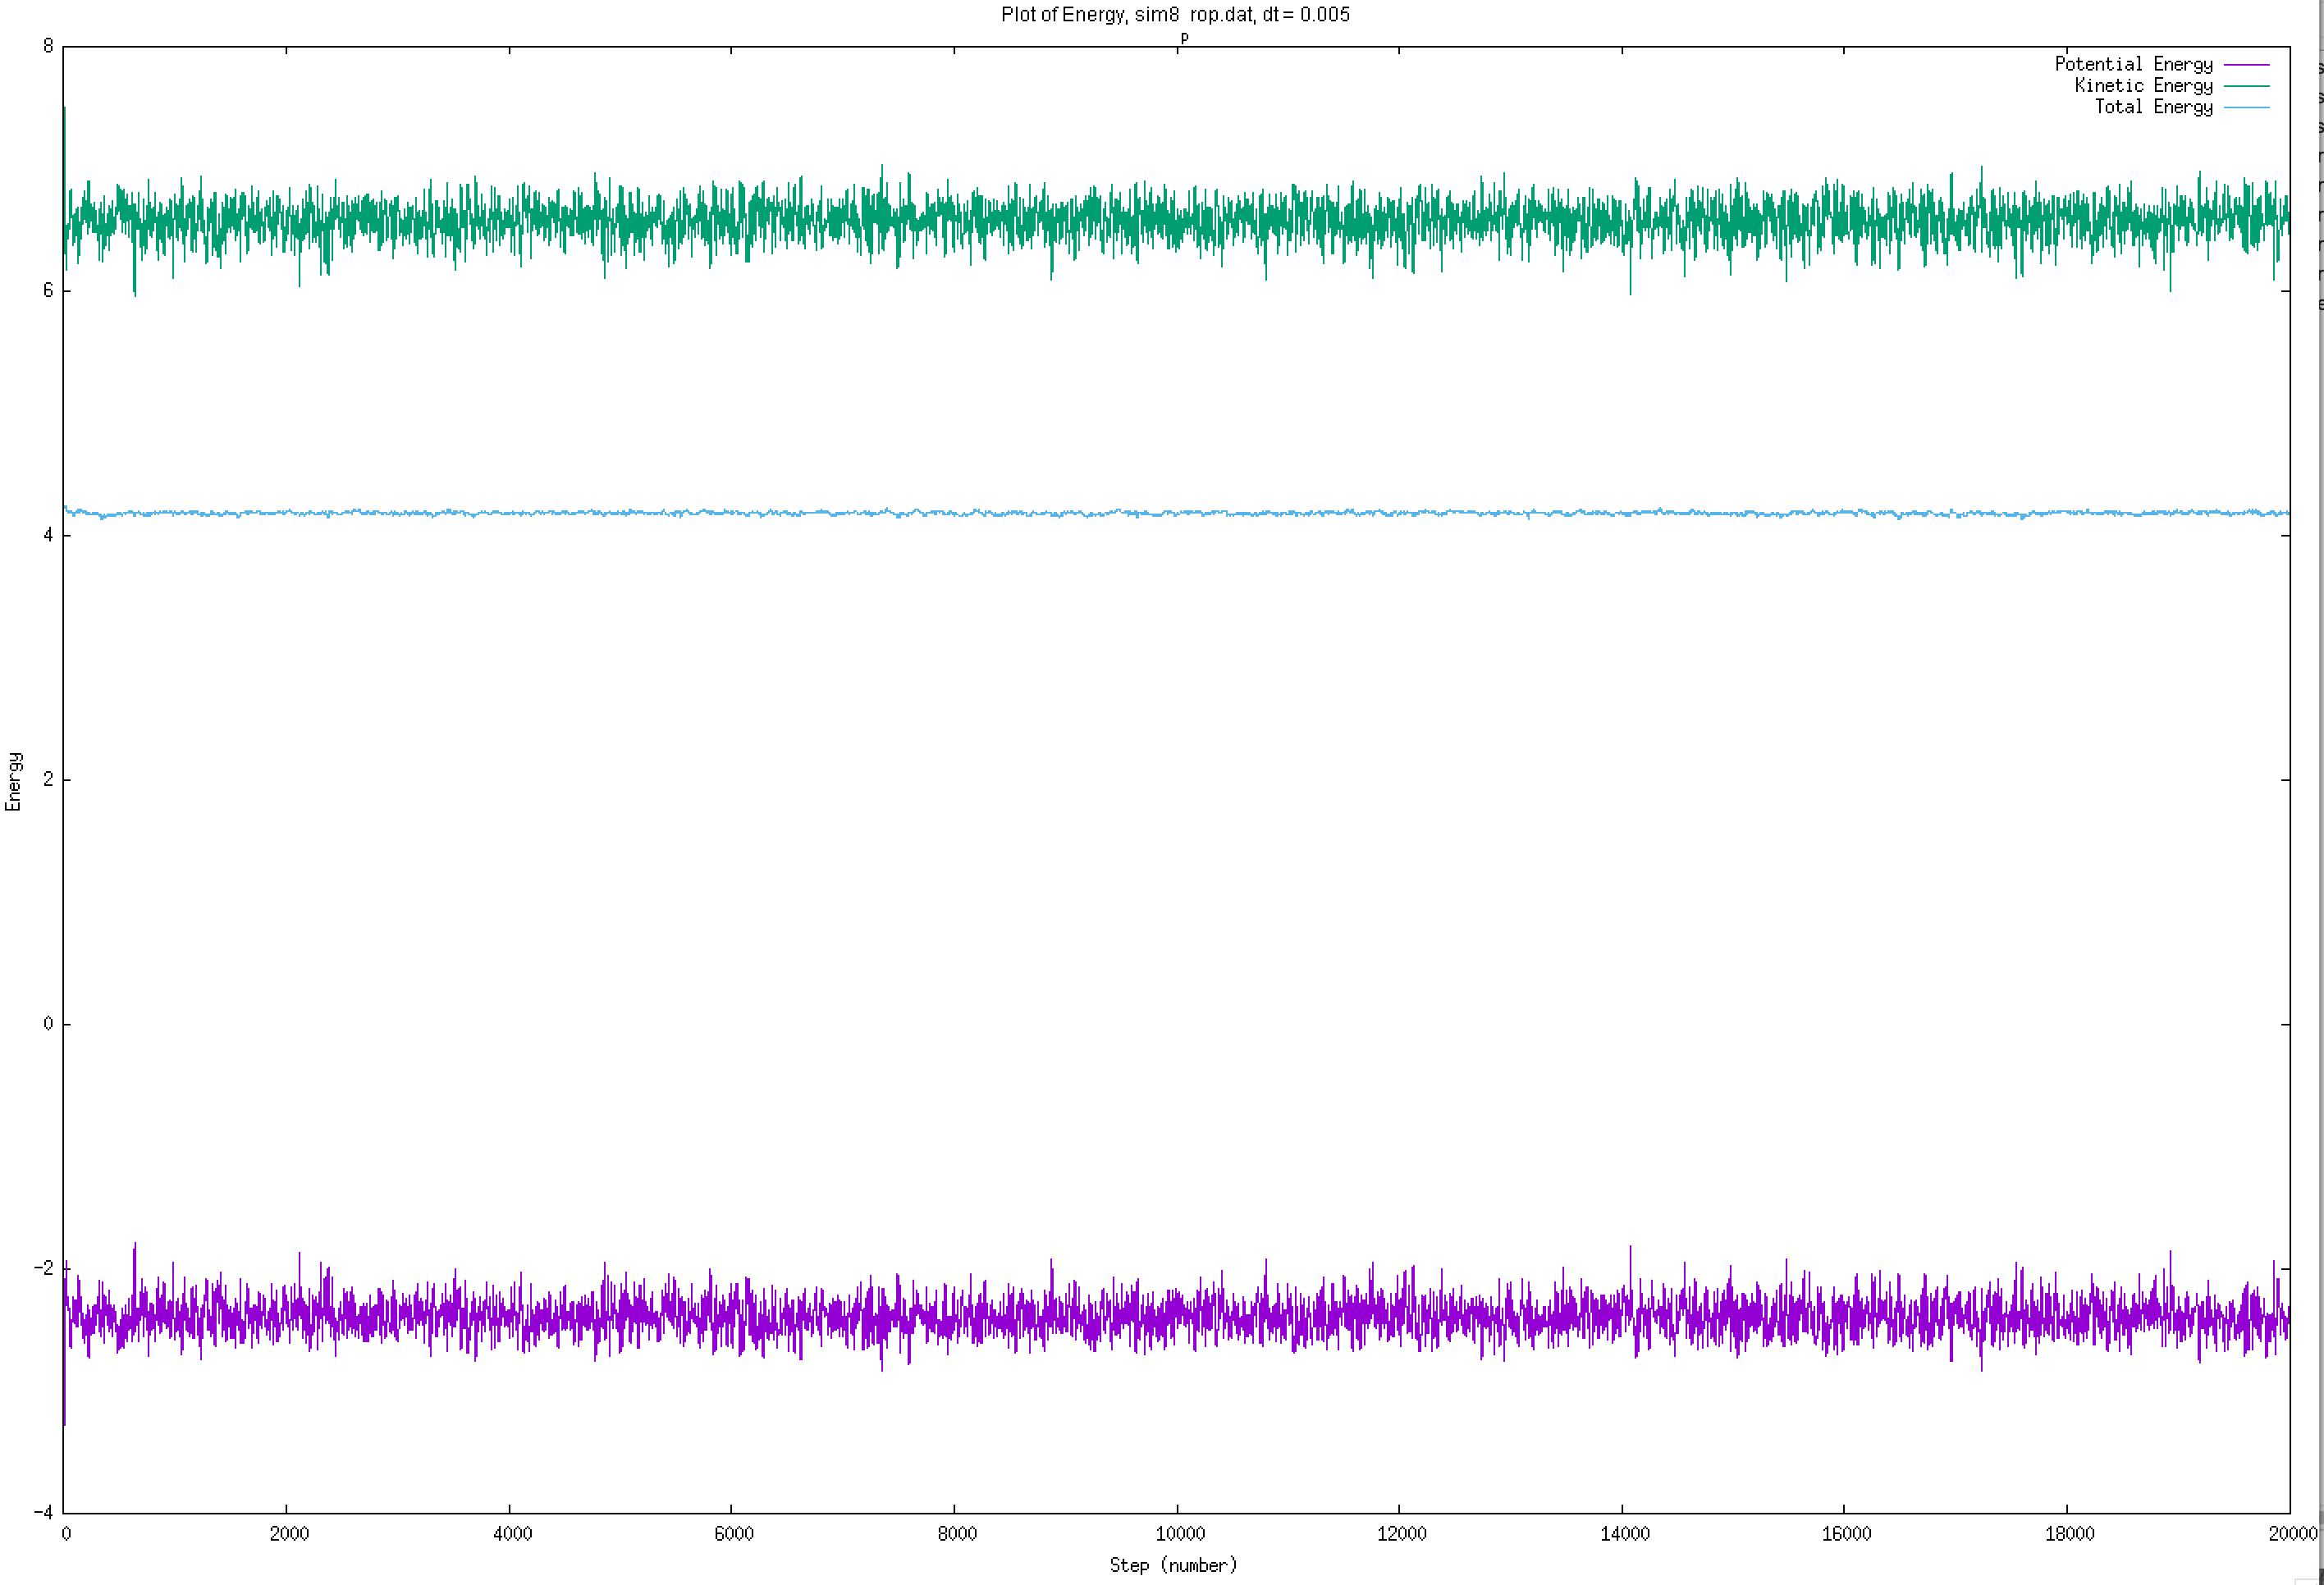 Plot of Energy, sim8 rop.dat, dt = 0.005
p
Potential Energy
Kinetic Energy
Total Energy
8
6
4
2
0
−2
−4
Energy
0 2000 4000 6000 8000 10000 12000 14000 16000 18000 20000
Step (number)